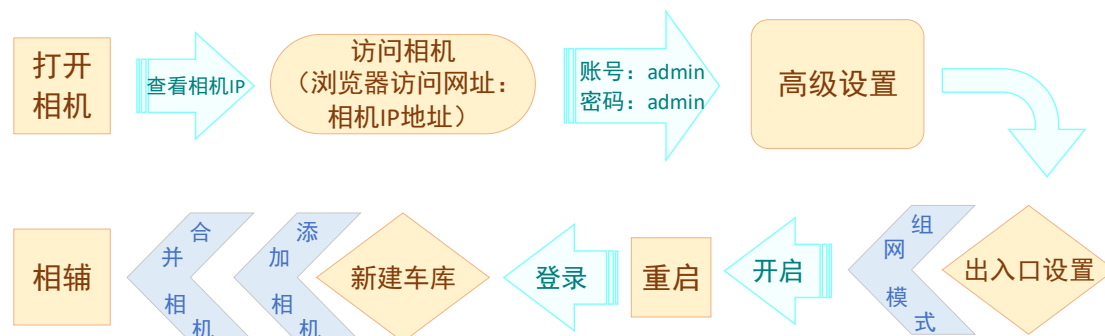 打开
相机
查看相机IP
访问相机
（浏览器访问网址：
相机IP地址）
账号：admin
密码：admin
高级设置
出入口设置
组网模式
开启
重启
登录
新建车库
添加相机
合并相机
相辅